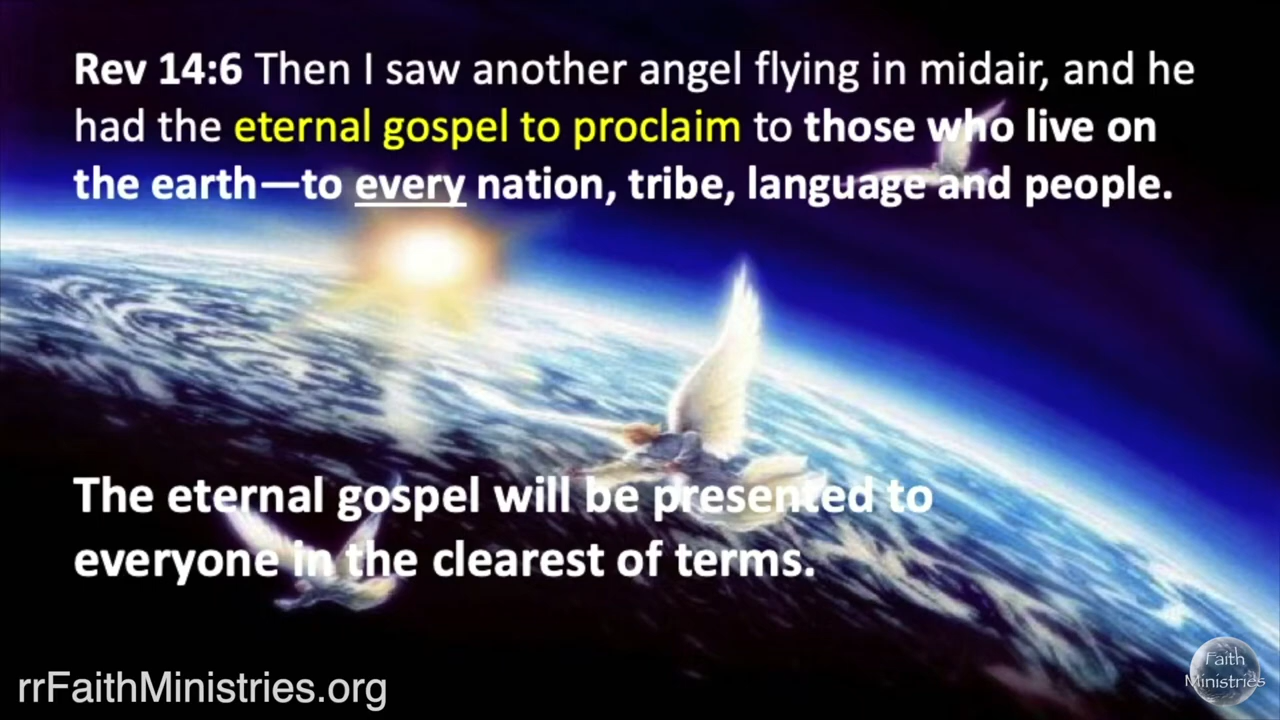 Rev 14:6 Then I saw another angel flying in midair, and he
had the eternal gospel to proclaim to those who live on
the earth—to every nation, tribe, language and people.
The eternal gospel will be presented to
everyone in the clearest of terms.
rrFaithMinistries.org
Faith
Ministries